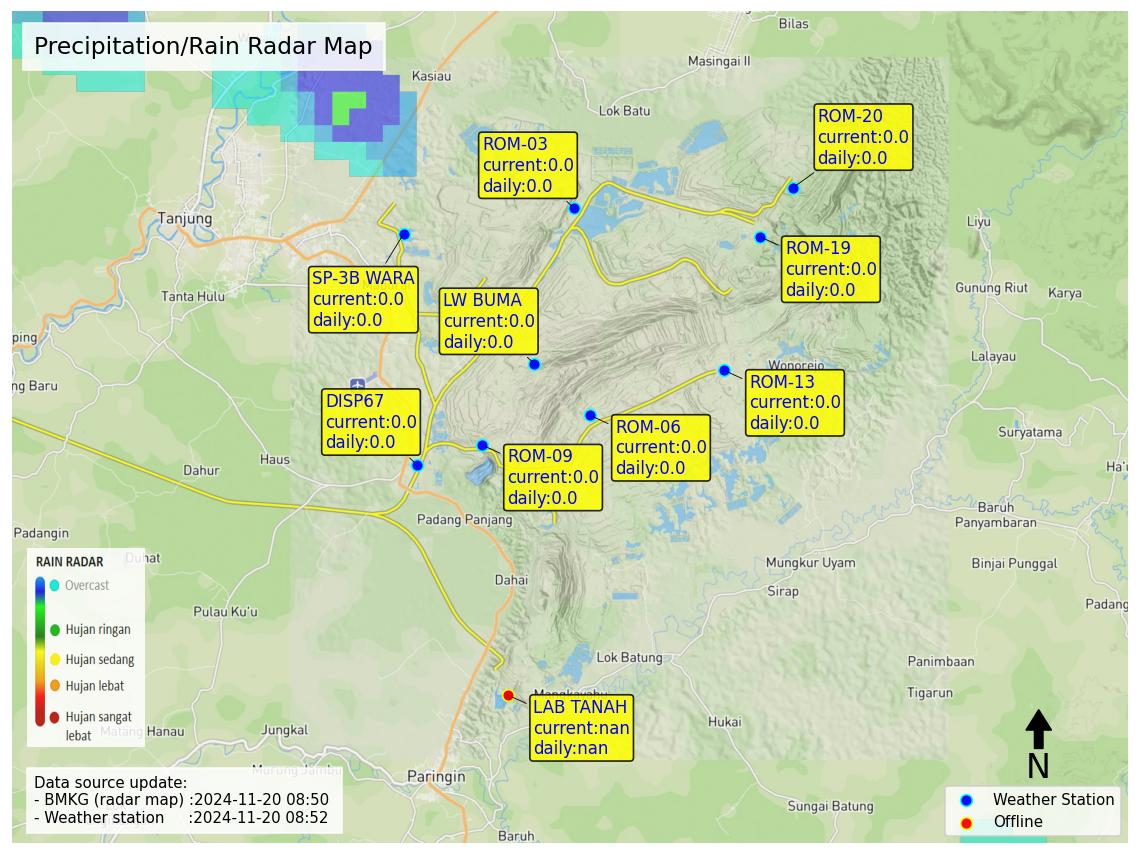 Precipitation/Rain Radar Map
Bilas
Masingai II
Kasiau
Lok Batu
ROM-20
current:0.0
daily:0.0
ROM-03
current:0.0
daily:0.0
Tanjung
Liyu
ROM-19
current:0.0
daily:0.0
SP-3B WARA
current:0.0
daily:0.0
Tanta Hulu
LW BUMA
current:0.0
daily:0.0
Gunung Riut
Karya
ping
Lalayau
Wonorejo
ng Baru
ROM-13
current:0.0
daily:0.0
DISP67
current:0.0
daily:0.0
ROM-06
current:0.0
daily:0.0
Suryatama
ROM-09
current:0.0
daily:0.0
Haus
Dahur
Ha'u
Baruh
Panyambaran
Padang Panjang
Padangin
Duhat
Mungkur Uyam
Binjai Punggal
Dahai
Sirap
Padang
Pulau Ku'u
RAIN RADAR
Overcast
Hujan ringan
Hujan sedang
Hujan lebat
Hujan sangat
lebat
Lok Batung
Panimbaan
Tigarun
LAB TANAH
current:nan
daily:nan
Hukai
Matang Hanau
Jungkal
Murung Jambu
Paringin
N
Data source update:
- BMKG (radar map) :2024-11-20 08:50
- Weather station :2024-11-20 08:52
Sungai Batung
Baruh
Weather Station
Offline